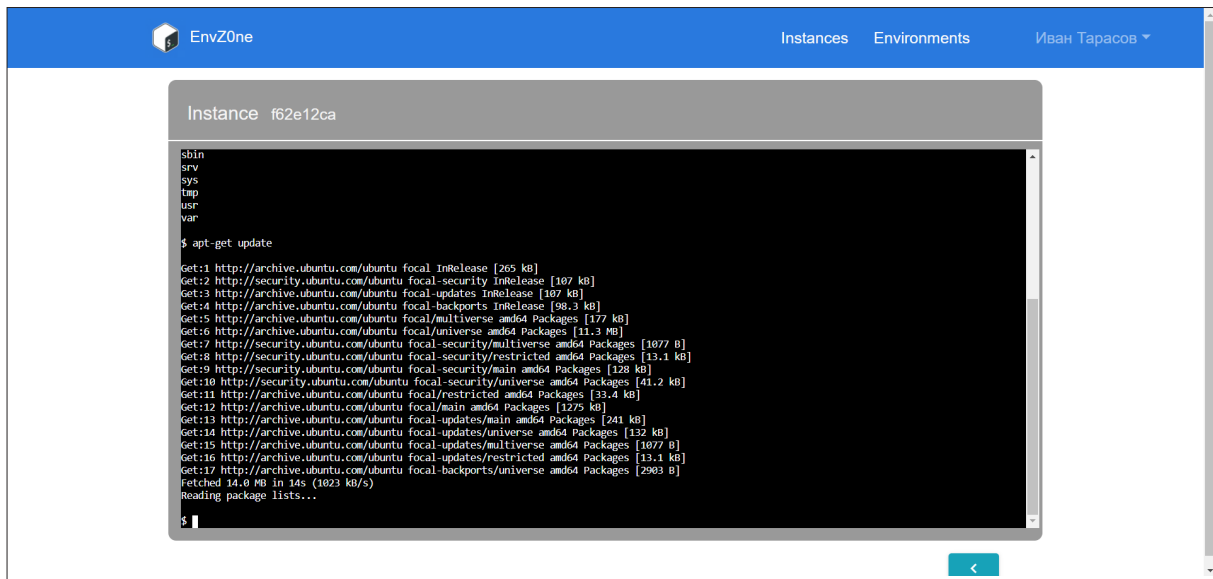 EnvZ0ne
Instances Environments Иван Тарасов
Instance f62e12ca
sbin
srv
sys
tmp
usr
var
$ apt-get update
Get:1 http://archive.ubuntu.com/ubuntu focal InRelease [265 kB]
Get:2 http://security.ubuntu.com/ubuntu focal-security InRelease [107 kB]
Get:3 http://archive.ubuntu.com/ubuntu focal-updates InRelease [107 kB]
Get:4 http://archive.ubuntu.com/ubuntu focal-backports InRelease [98.3 kB]
Get:5 http://archive.ubuntu.com/ubuntu focal/multiverse amd64 Packages [177 kB]
Get:6 http://archive.ubuntu.com/ubuntu focal/universe amd64 Packages [11.3 MB]
Get:7 http://security.ubuntu.com/ubuntu focal-security/multiverse amd64 Packages [1077 B]
Get:8 http://security.ubuntu.com/ubuntu focal-security/restricted amd64 Packages [13.1 kB]
Get:9 http://security.ubuntu.com/ubuntu focal-security/main amd64 Packages [128 kB]
Get:10 http://security.ubuntu.com/ubuntu focal-security/universe amd64 Packages [41.2 kB]
Get:11 http://archive.ubuntu.com/ubuntu focal/restricted amd64 Packages [33.4 kB]
Get:12 http://archive.ubuntu.com/ubuntu focal/main amd64 Packages [1275 kB]
Get:13 http://archive.ubuntu.com/ubuntu focal-updates/main amd64 Packages [241 kB]
Get:14 http://archive.ubuntu.com/ubuntu focal-updates/universe amd64 Packages [132 kB]
Get:15 http://archive.ubuntu.com/ubuntu focal-updates/multiverse amd64 Packages [1077 B]
Get:16 http://archive.ubuntu.com/ubuntu focal-updates/restricted amd64 Packages [13.1 kB]
Get:17 http://archive.ubuntu.com/ubuntu focal-backports/universe amd64 Packages [2903 B]
Fetched 14.0 MB in 14s (1023 kB/s)
Reading package lists...
$